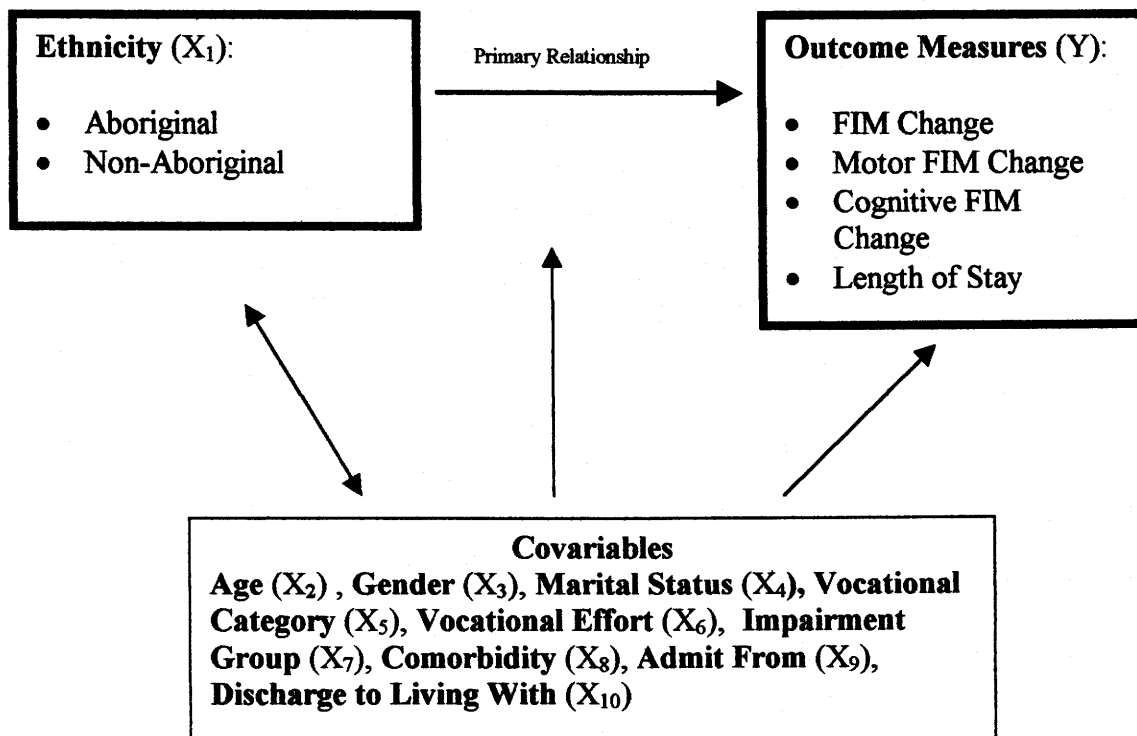 Ethnicity (X₁):
• Aboriginal
• Non-Aboriginal
Primary Relationship
Outcome Measures (Y):
• FIM Change
• Motor FIM Change
• Cognitive FIM
Change
• Length of Stay
Covariables
Age (X₂) , Gender (X₃), Marital Status (X₄), Vocational
Category (X₅), Vocational Effort (X₆), Impairment
Group (X₇), Comorbidity (X₈), Admit From (X₉),
Discharge to Living With (X₁₀)